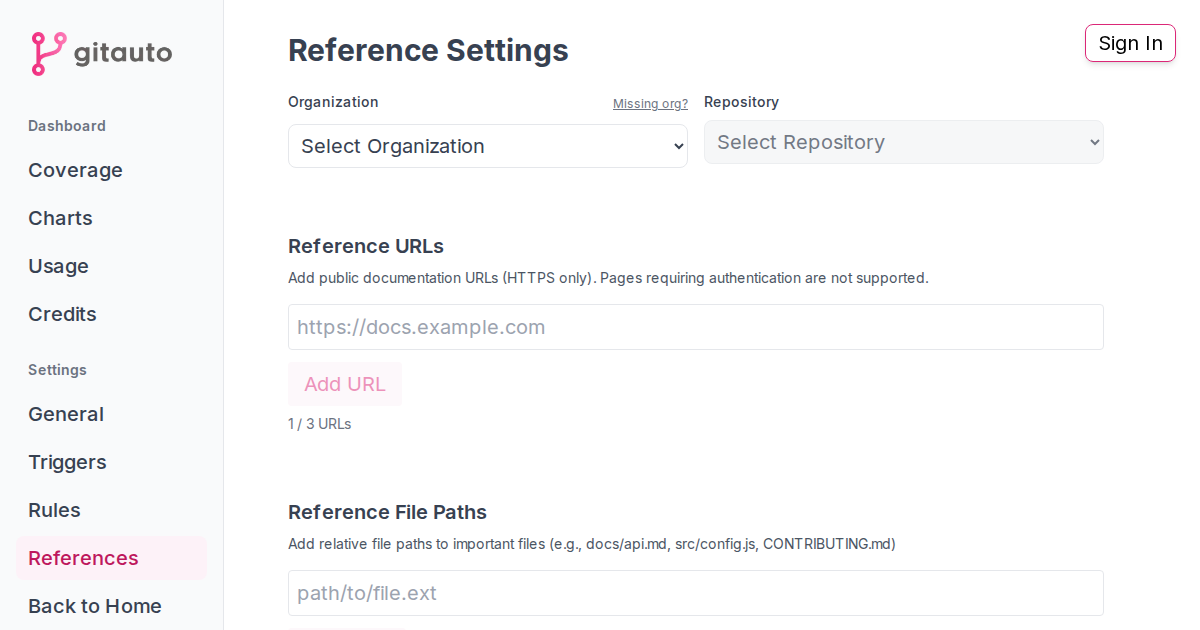 gitauto
Dashboard
Coverage
Charts
Usage
Credits
Settings
General
Triggers
Rules
References
Back to Home
Reference Settings
Sign In
Organization
Missing org?
Repository
Select Organization
Select Repository
Reference URLs
Add public documentation URLs (HTTPS only). Pages requiring authentication are not supported.
https://docs.example.com
Add URL
1 / 3 URLs
Reference File Paths
Add relative file paths to important files (e.g., docs/api.md, src/config.js, CONTRIBUTING.md)
path/to/file.ext